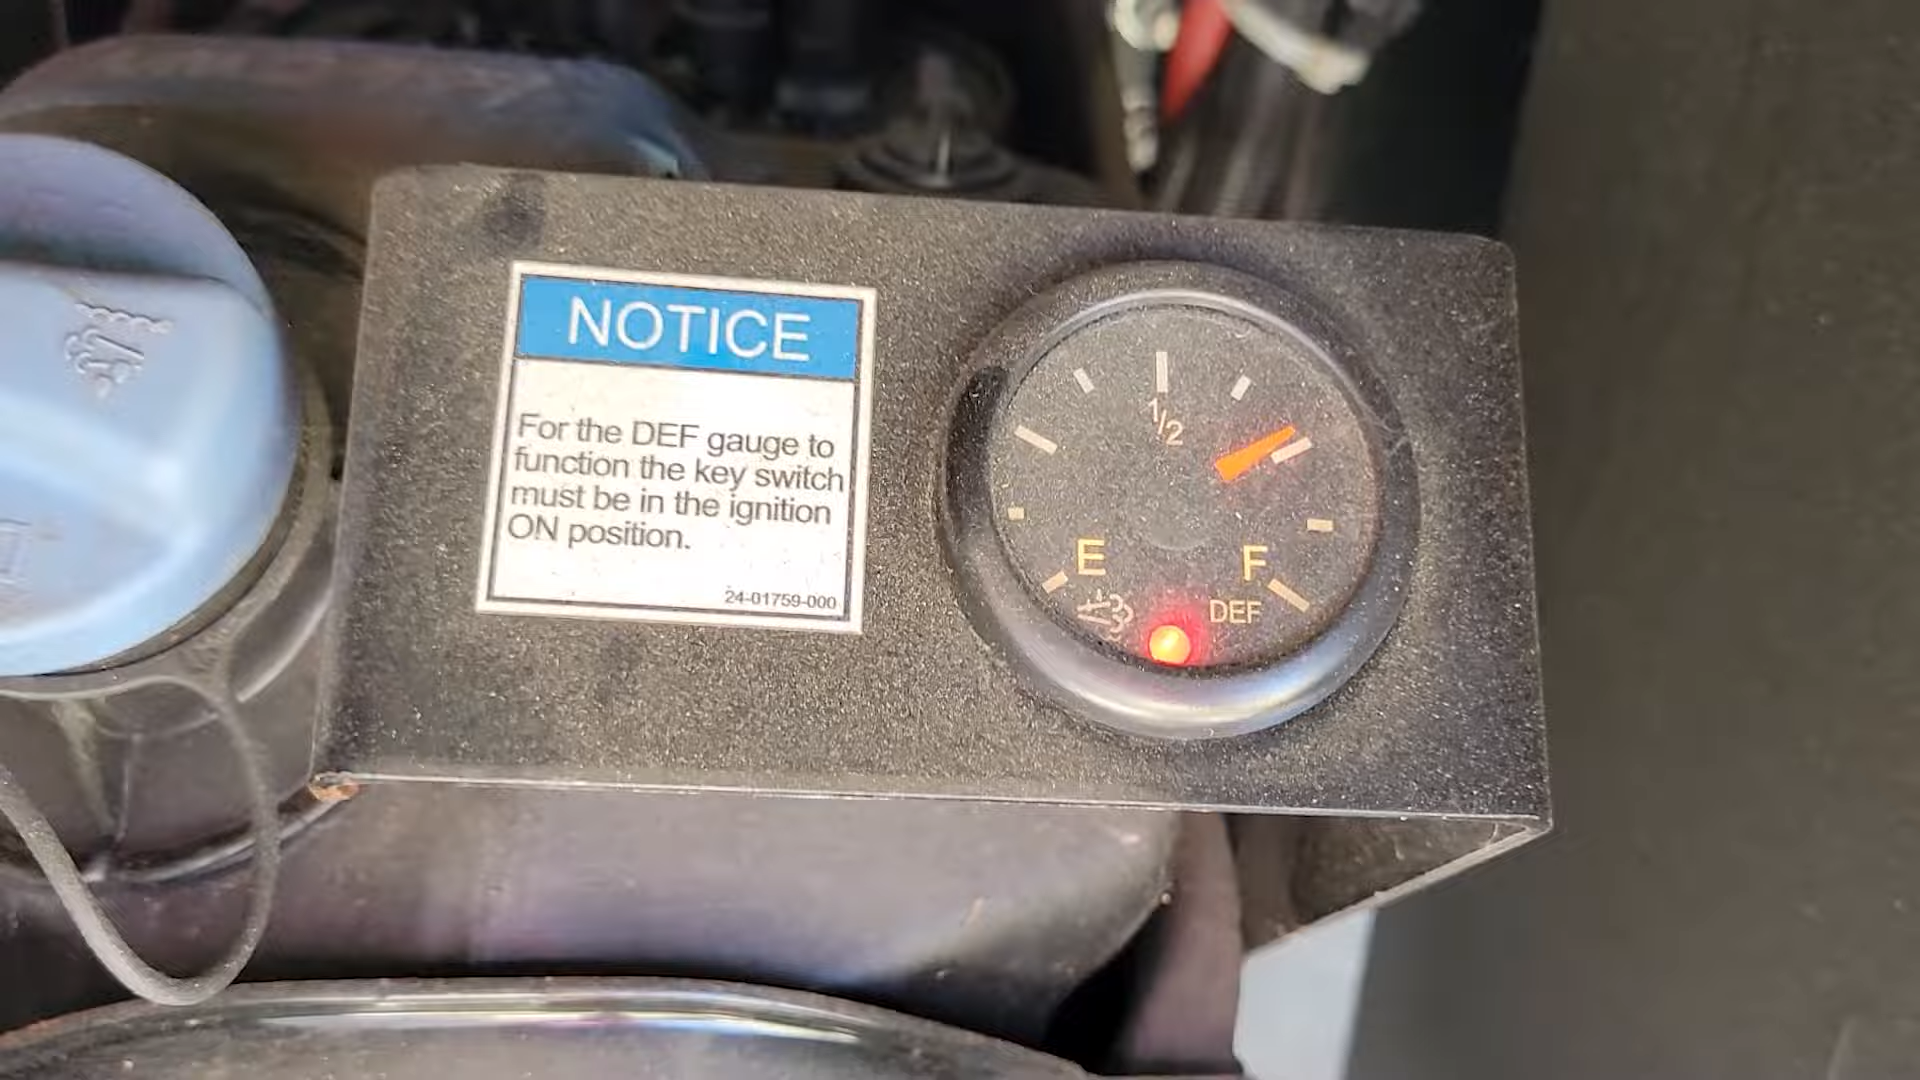 NOTICE
For the DEF gauge to
function the key switch
must be in the ignition
ON position.
24-01759-000
1/2
E
F
DEF